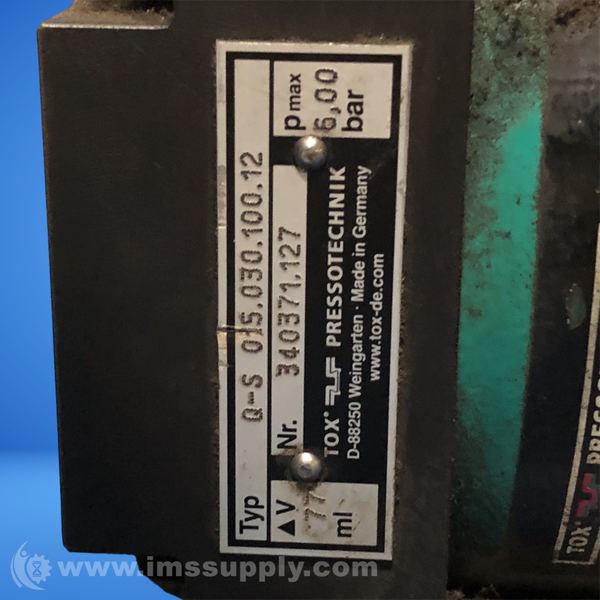 Typ Q-S 015.030.100.12
Nr. 340371.127
TOX® PRESSOTECHNIK
D-88250 Weingarten · Made in Germany
www.tox-de.com
▲V
77
ml
p max
6,00
bar
TOX®
www.imssupply.com